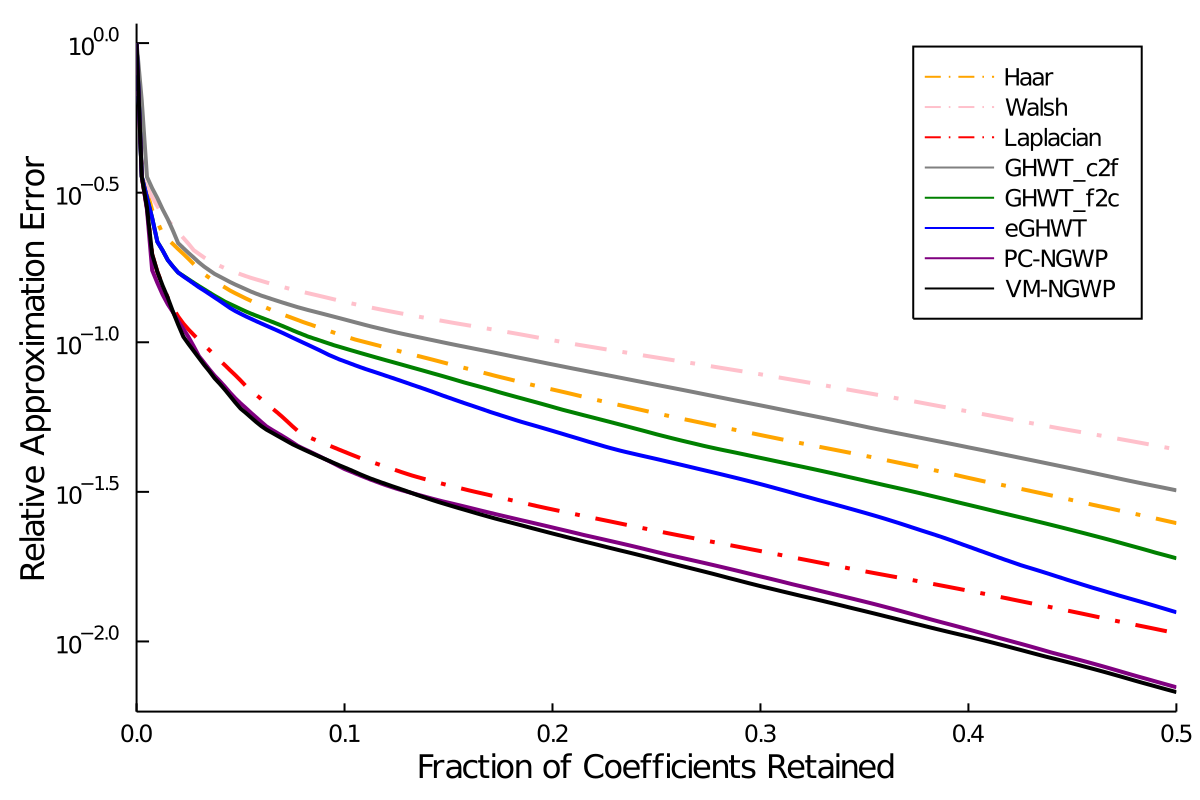 10^0.0
10^−0.5
10^−1.0
10^−1.5
10^−2.0
Relative Approximation Error
0.0 0.1 0.2 0.3 0.4 0.5
Fraction of Coefficients Retained
Haar
Walsh
Laplacian
GHWT_c2f
GHWT_f2c
eGHWT
PC-NGWP
VM-NGWP